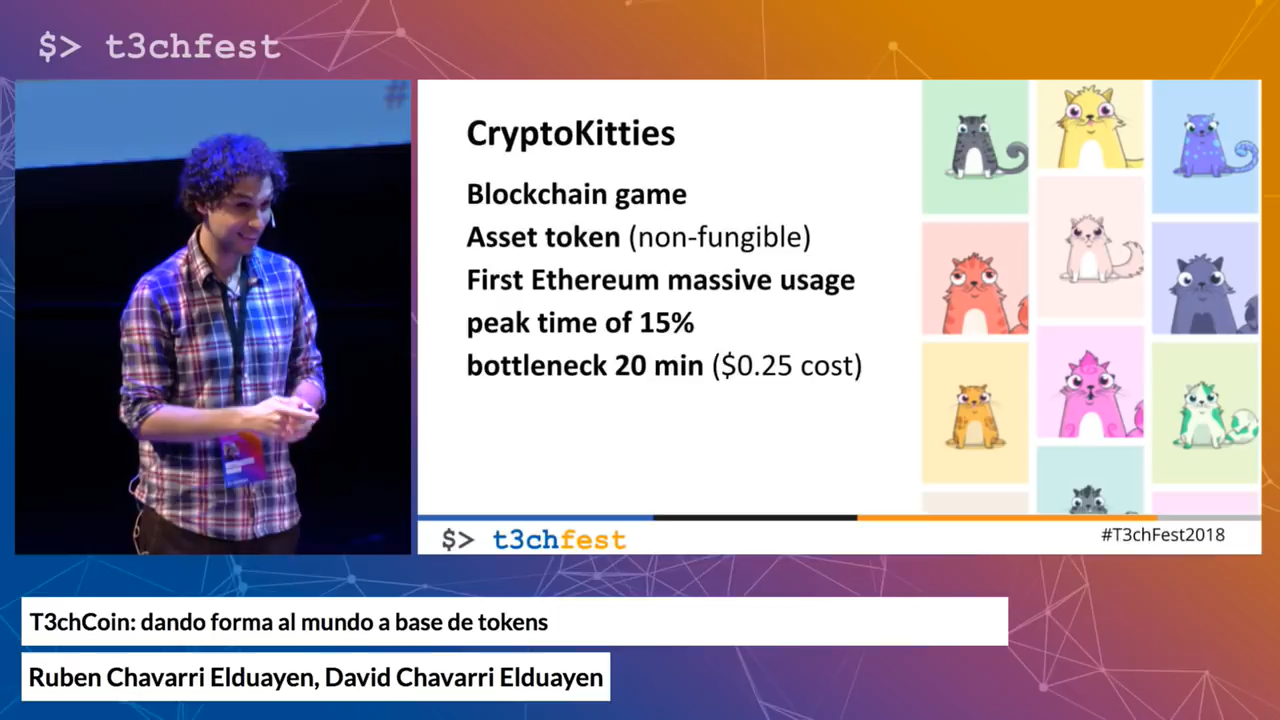 $> t3chfest
#
CryptoKitties
Blockchain game
Asset token (non-fungible)
First Ethereum massive usage
peak time of 15%
bottleneck 20 min ($0.25 cost)
$> t3chfest
#T3chFest2018
T3chCoin: dando forma al mundo a base de tokens
Ruben Chavarri Elduayen, David Chavarri Elduayen